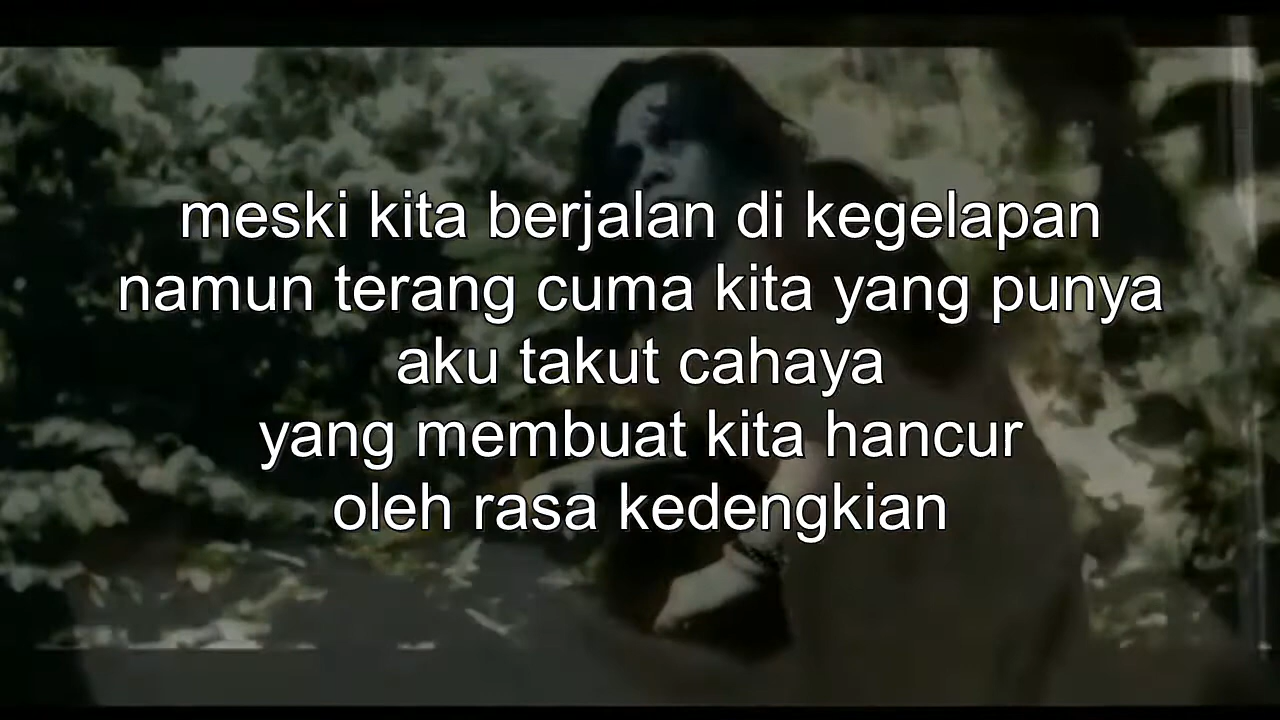 meski kita berjalan di kegelapan
namun terang cuma kita yang punya
aku takut cahaya
yang membuat kita hancur
oleh rasa kedengkian